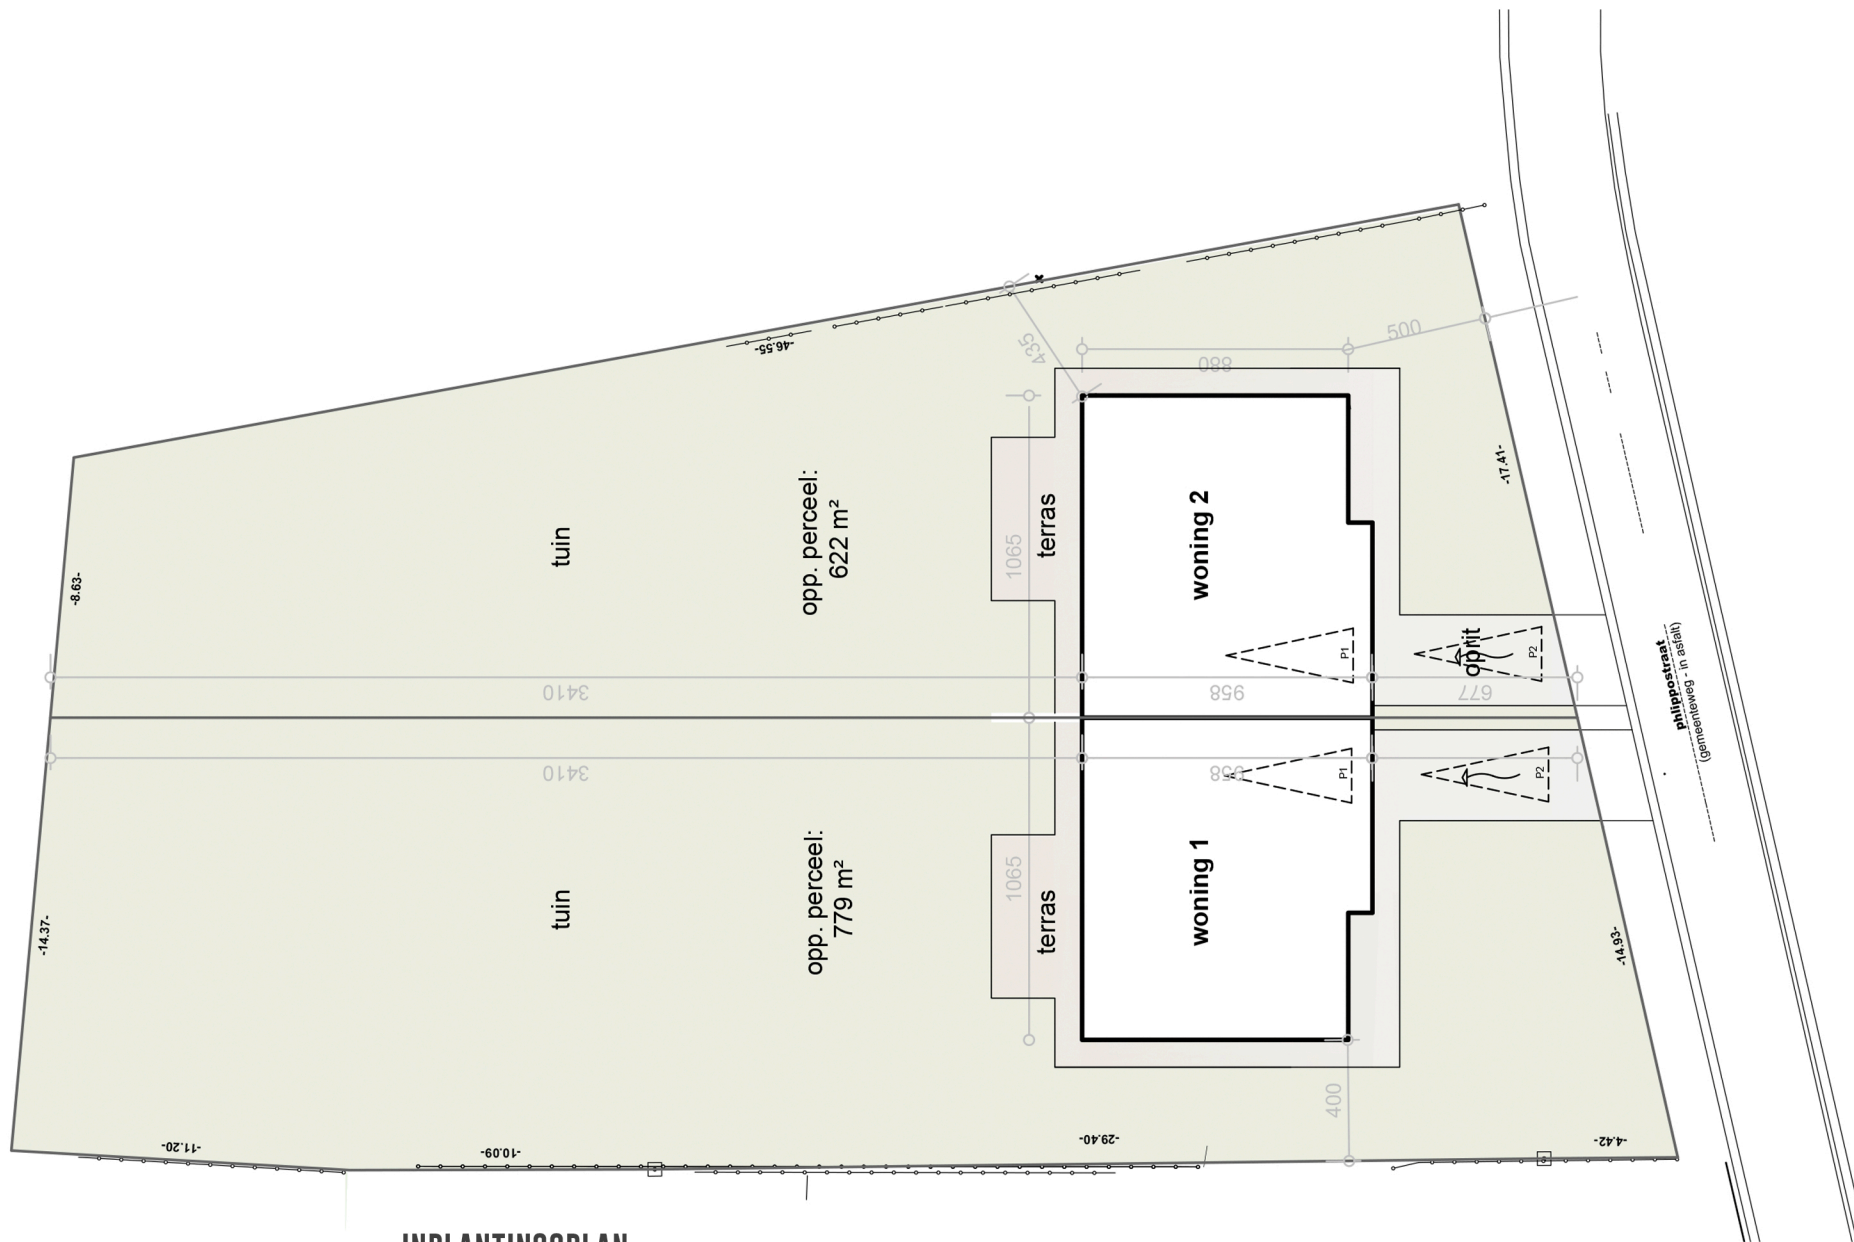 -46.55-
500
435
880
-17.41-
opp. perceel:
622 m²
tuin
terras
1065
woning 2
-8.63-
P1
oprit
P2
3410
958
677
phlippostraat
(gemeenteweg - in asfalt)
3410
958
P1
P2
opp. perceel:
779 m²
tuin
terras
1065
woning 1
-14.37-
-14.93-
400
-11.20-
-10.09-
-29.40-
-4.42-
INPLANTINGSPLAN